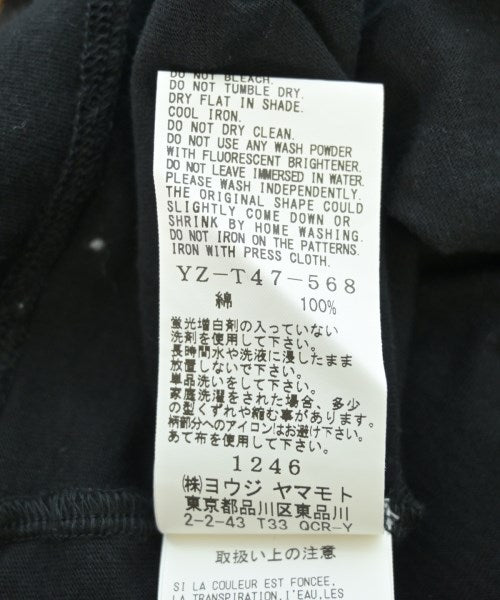 DO NOT BLEACH.
DO NOT TUMBLE DRY.
DRY FLAT IN SHADE.
COOL IRON.
DO NOT DRY CLEAN.
DO NOT USE ANY WASH POWDER
WITH FLUORESCENT BRIGHTENER.
DO NOT LEAVE IMMERSED IN WATER.
PLEASE WASH INDEPENDENTLY.
THE ORIGINAL SHAPE COULD
SLIGHTLY COME DOWN OR
SHRINK BY HOME WASHING.
DO NOT IRON ON THE PATTERNS.
IRON WITH PRESS CLOTH.
YZ-T47-568
綿 100%
蛍光増白剤の入っていない
洗剤を使用して下さい。
長時間水や洗液に浸したまま
放置しないで下さい。
単品洗いをして下さい。
家庭洗濯をされた場合、多少
の型くずれや縮む事があります。
柄部分へのアイロンはお避け下さい。
あて布を使用して下さい。
1246
㈱ヨウジ ヤマモト
東京都品川区東品川
2-2-43 T33 QCR-Y
取扱い上の注意
SI LA COULEUR EST FONCEE,
LA TRANSPIRATION, L'EAU, LES